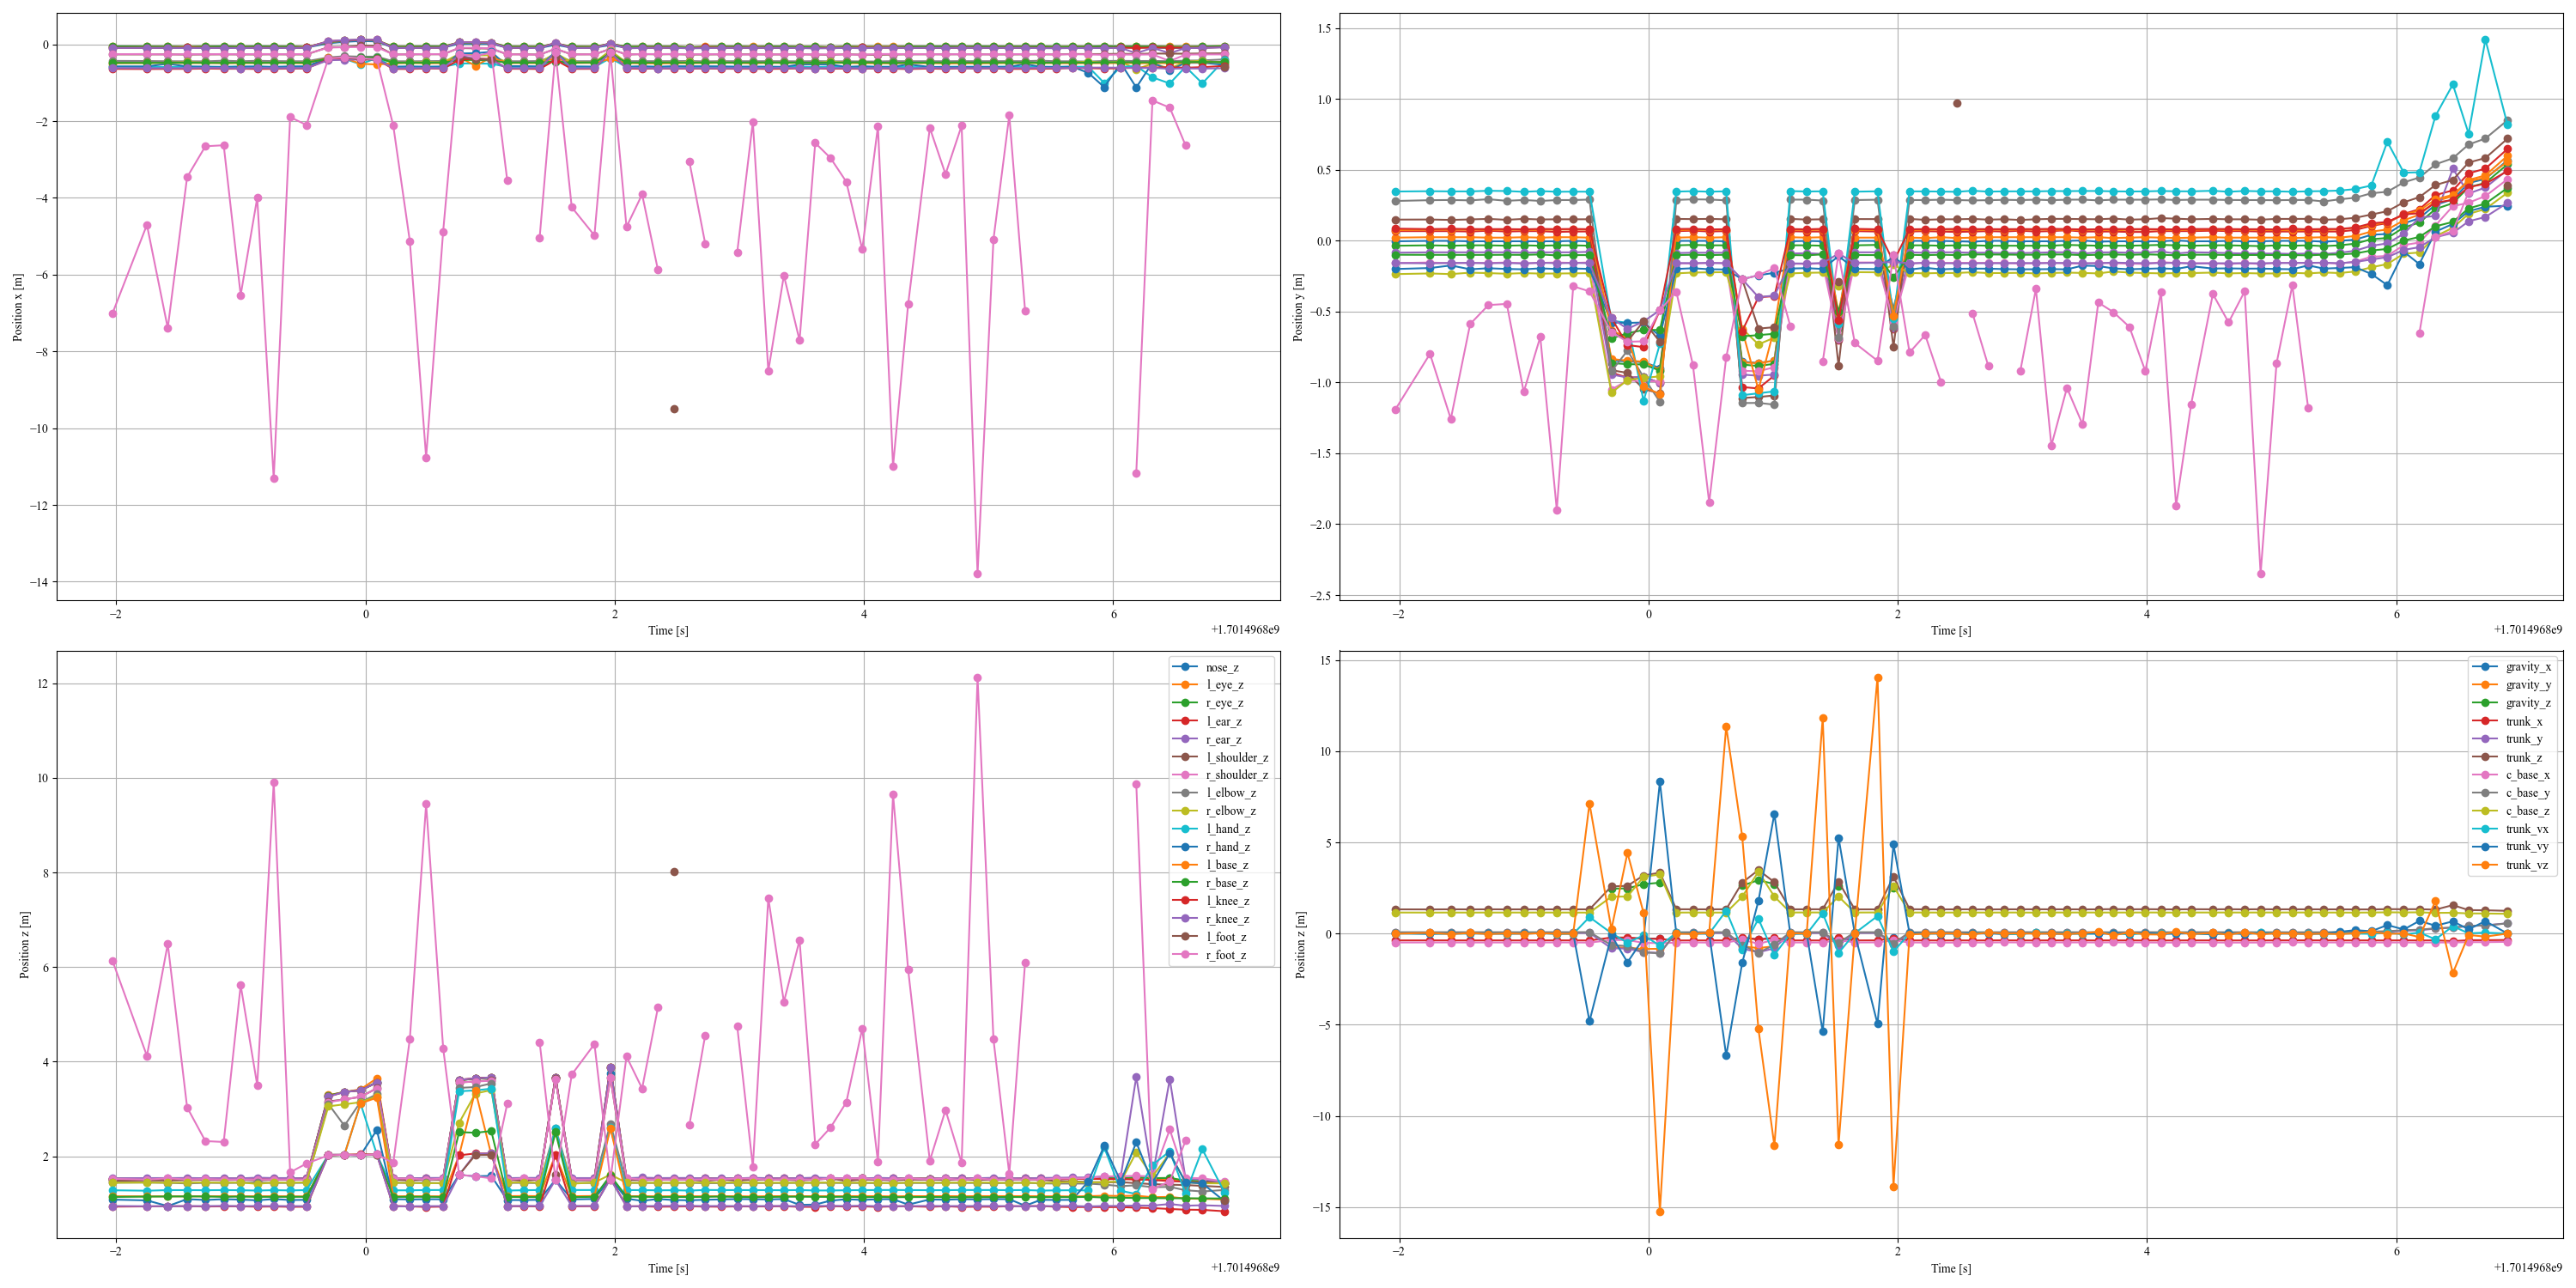 0
−2
−4
−6
−8
−10
−12
−14
Position x [m]
−2
0
2
4
6
Time [s]
+1.7014968e9
1.5
1.0
0.5
0.0
−0.5
−1.0
−1.5
−2.0
−2.5
Position y [m]
−2
0
2
4
6
Time [s]
+1.7014968e9
12
10
8
6
4
2
Position z [m]
nose_z
l_eye_z
r_eye_z
l_ear_z
r_ear_z
l_shoulder_z
r_shoulder_z
l_elbow_z
r_elbow_z
l_hand_z
r_hand_z
l_base_z
r_base_z
l_knee_z
r_knee_z
l_foot_z
r_foot_z
−2
0
2
4
6
Time [s]
+1.7014968e9
15
10
5
0
−5
−10
−15
Position z [m]
gravity_x
gravity_y
gravity_z
trunk_x
trunk_y
trunk_z
c_base_x
c_base_y
c_base_z
trunk_vx
trunk_vy
trunk_vz
−2
0
2
4
6
Time [s]
+1.7014968e9